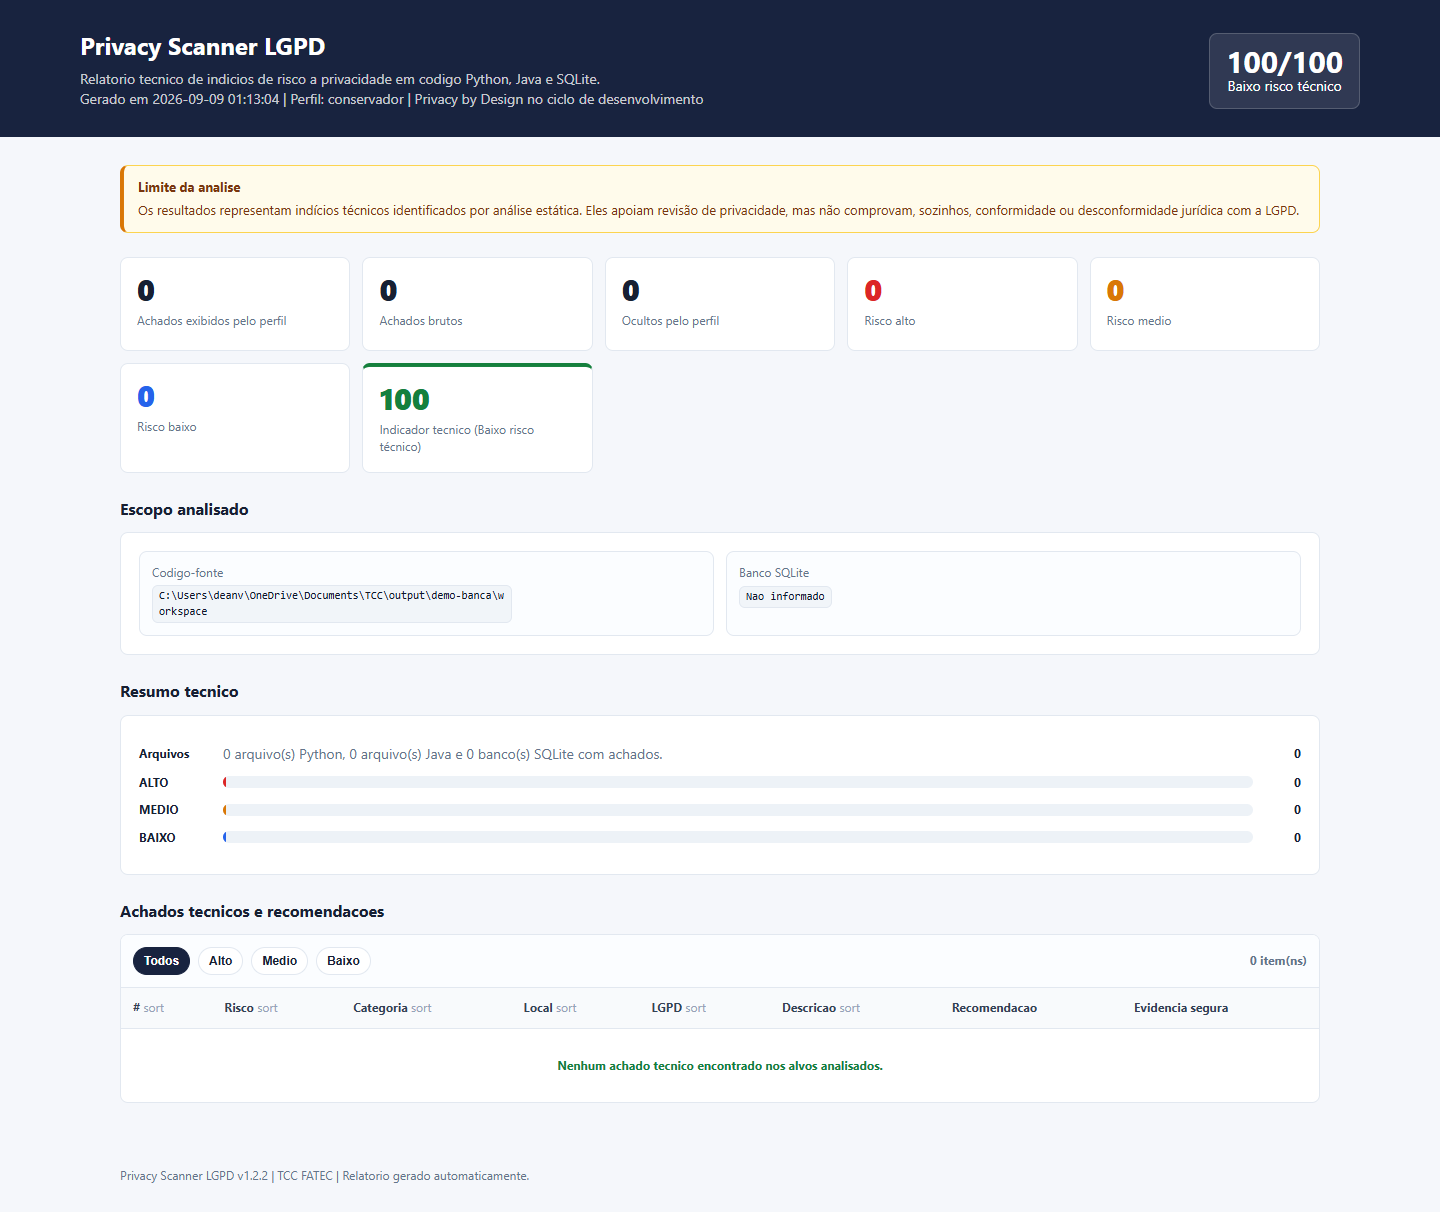 Privacy Scanner LGPD
Relatorio tecnico de indicios de risco a privacidade em codigo Python, Java e SQLite.
Gerado em 2026-09-09 01:13:04 | Perfil: conservador | Privacy by Design no ciclo de desenvolvimento
100/100
Baixo risco técnico
Limite da analise
Os resultados representam indícios técnicos identificados por análise estática. Eles apoiam revisão de privacidade, mas não comprovam, sozinhos, conformidade ou desconformidade jurídica com a LGPD.
0
Achados exibidos pelo perfil
0
Achados brutos
0
Ocultos pelo perfil
0
Risco alto
0
Risco medio
0
Risco baixo
100
Indicador tecnico (Baixo risco
técnico)
Escopo analisado
Codigo-fonte
C:\Users\deanv\OneDrive\Documents\TCC\output\demo-banca\w
orkspace
Banco SQLite
Nao informado
Resumo tecnico
Arquivos 0 arquivo(s) Python, 0 arquivo(s) Java e 0 banco(s) SQLite com achados. 0
ALTO 0
MEDIO 0
BAIXO 0
Achados tecnicos e recomendacoes
Todos Alto Medio Baixo 0 item(ns)
# sort Risco sort Categoria sort Local sort LGPD sort Descricao sort Recomendacao Evidencia segura
Nenhum achado tecnico encontrado nos alvos analisados.
Privacy Scanner LGPD v1.2.2 | TCC FATEC | Relatorio gerado automaticamente.